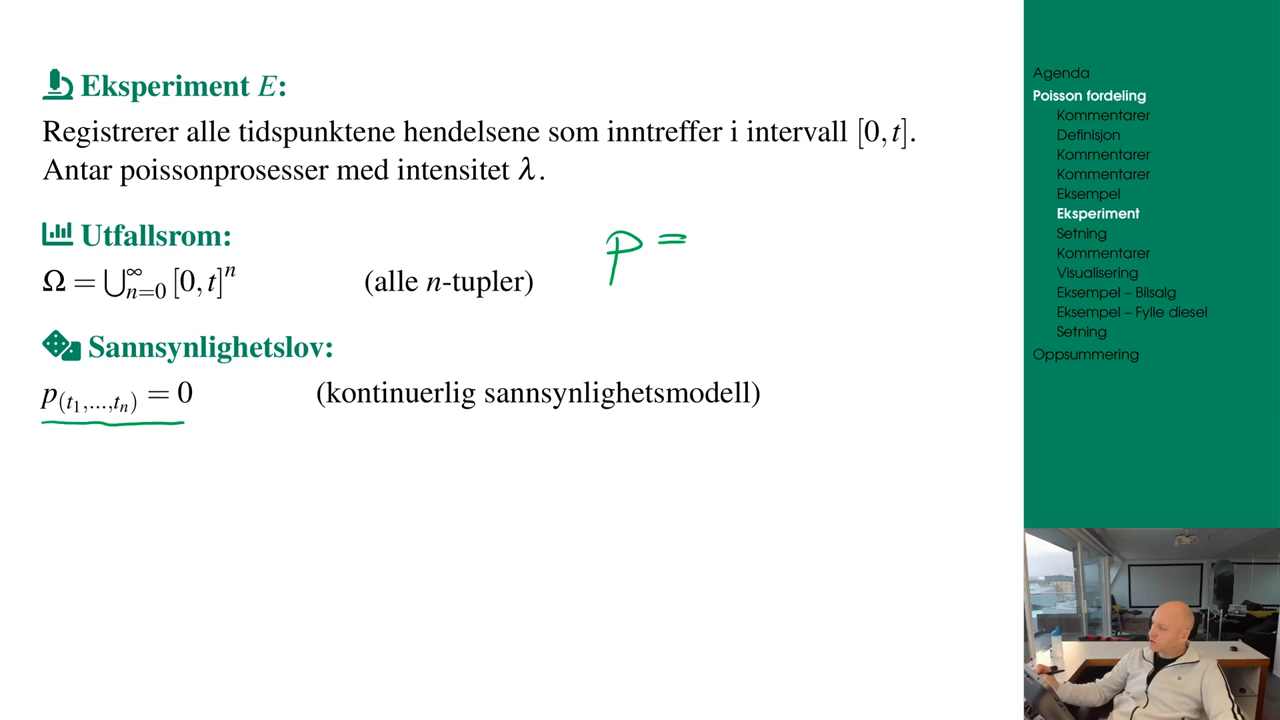 Eksperiment E:
Registrerer alle tidspunktene hendelsene som inntreffer i intervall [0, t].
Antar poissonprosesser med intensitet λ.
Utfallsrom:
Ω = ⋃_{n=0}^{∞} [0, t]^n (alle n-tupler)
P =
Sannsynlighetslov:
p_{(t_1,...,t_n)} = 0 (kontinuerlig sannsynlighetsmodell)
Agenda
Poisson fordeling
Kommentarer
Definisjon
Kommentarer
Kommentarer
Eksempel
Eksperiment
Setning
Kommentarer
Visualisering
Eksempel – Bilsalg
Eksempel – Fylle diesel
Setning
Oppsummering